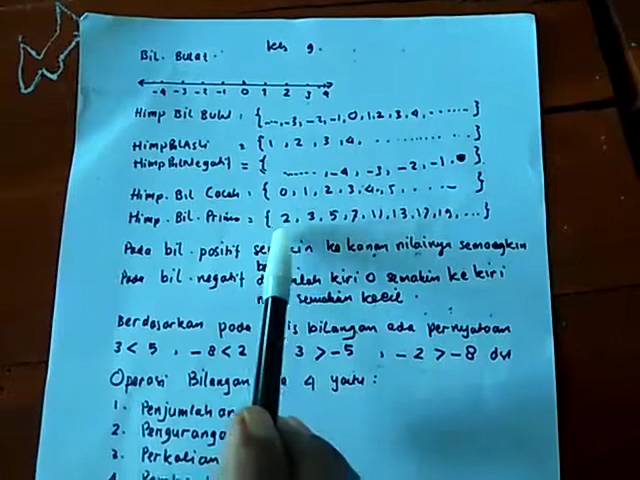 Bil. Bulat. kls 9.
-4 -3 -2 -1 0 1 2 3 4
Himp Bil Bulat : { ..., -3, -2, -1, 0, 1, 2, 3, 4, ...... }
Himp Bil Asli = { 1, 2, 3, 4, ........... }
Himp Bil Negatif = { ......, -4, -3, -2, -1. }
Himp. Bil Cacah : { 0, 1, 2, 3, 4, 5, ..... }
Himp. Bil. Prima = { 2, 3, 5, 7, 11, 13, 17, 19, ... }
Pada bil. positif ke kanan nilainya semangkin
Pada bil. negatif kiri 0 semakin ke kiri
semakin kecil.
Berdasarkan pada bilangan ada pernyataan
3 < 5 , -8 < 2 3 > -5 , -2 > -8 dst
Operasi Bilangan 4 yaitu :
1. Penjumlahan
2.
3. Perkalian
4.